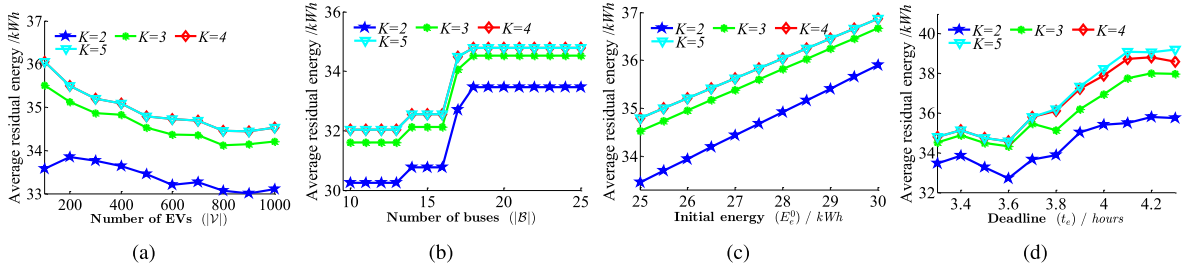 Average residual energy /kWh
37
36
35
34
33
K=2 K=3 K=4
K=5
200 400 600 800 1000
Number of EVs (|V|)
(a)
Average residual energy /kWh
36
34
32
30
K=2 K=3 K=4
K=5
10 15 20 25
Number of buses (|B|)
(b)
Average residual energy /kWh
37
36
35
34
K=2 K=3 K=4
K=5
25 26 27 28 29 30
Initial energy (E_e^0) / kWh
(c)
Average residual energy /kWh
40
38
36
34
32
K=2 K=3 K=4
K=5
3.4 3.6 3.8 4 4.2
Deadline (t_e) / hours
(d)